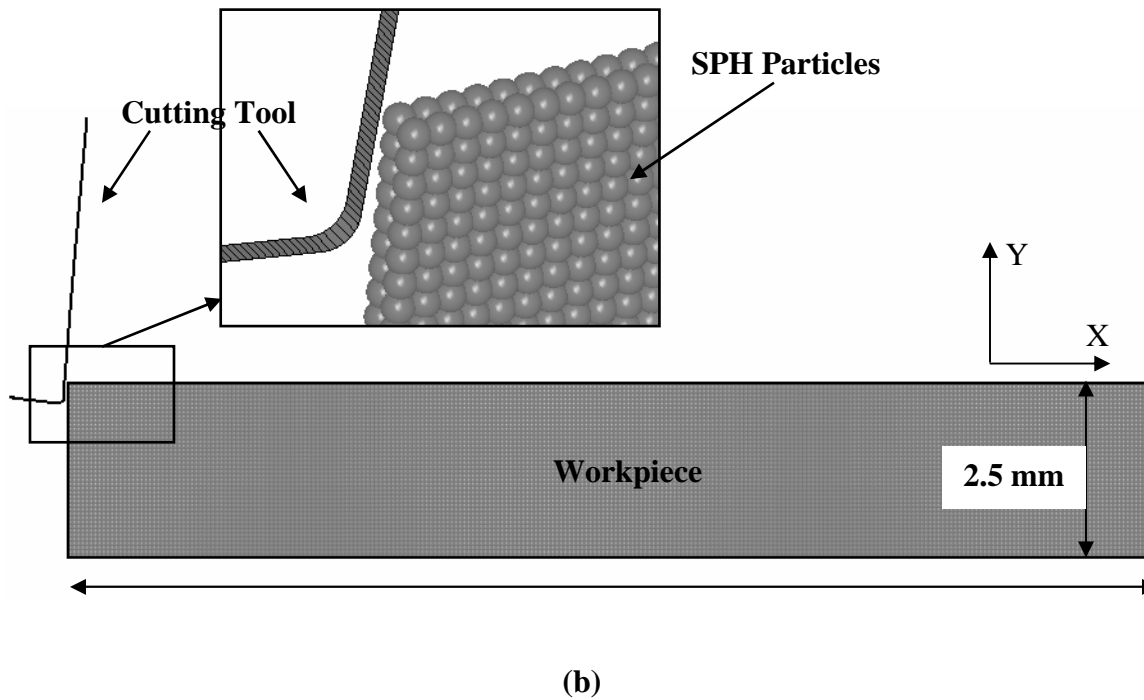 SPH Particles
Cutting Tool
Y
X
Workpiece
2.5 mm
(b)